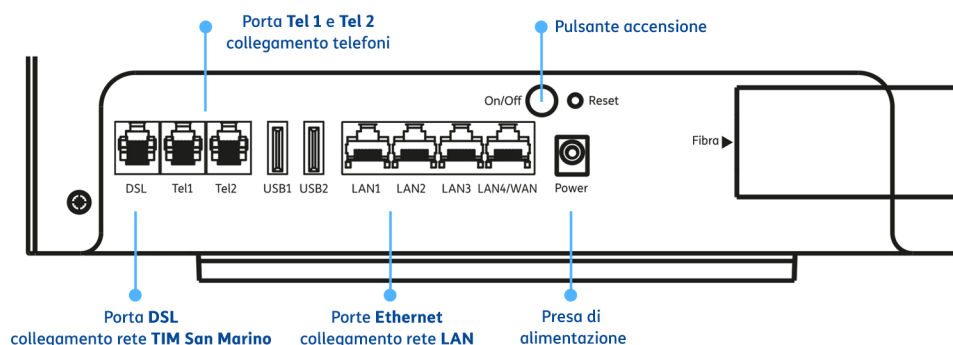 Porta Tel 1 e Tel 2
collegamento telefoni
Pulsante accensione
On/Off
Reset
Fibra
DSL
Tel1
Tel2
USB1
USB2
LAN1
LAN2
LAN3
LAN4/WAN
Power
Porta DSL
collegamento rete TIM San Marino
Porte Ethernet
collegamento rete LAN
Presa di
alimentazione